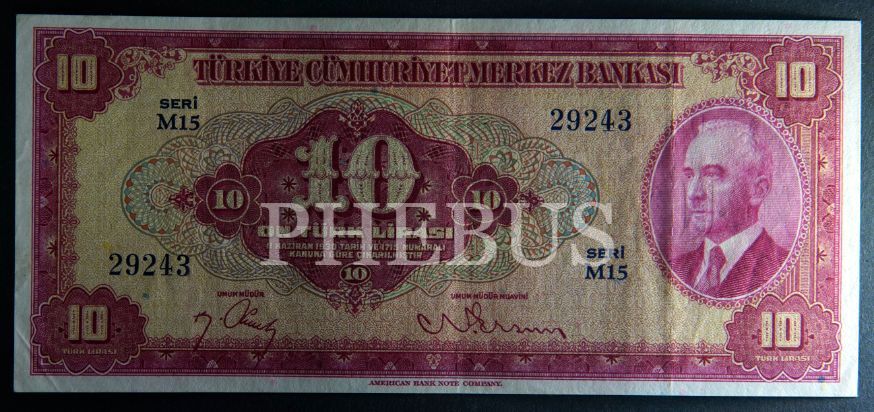 10
10
TÜRKİYE CÜMHURİYET MERKEZ BANKASI
SERİ
M15
29243
10
10
10
ON TÜRK LİRASI
11 HAZİRAN 1930 TARİH VE 1715 NUMARALI
KANUNA GÖRE ÇIKARILMIŞTIR
10
PHEBUS
29243
SERİ
M15
UMUM MÜDÜR
UMUM MÜDÜR MUAVİNİ
10
TÜRK LİRASI
10
TÜRK LİRASI
AMERICAN BANK NOTE COMPANY.